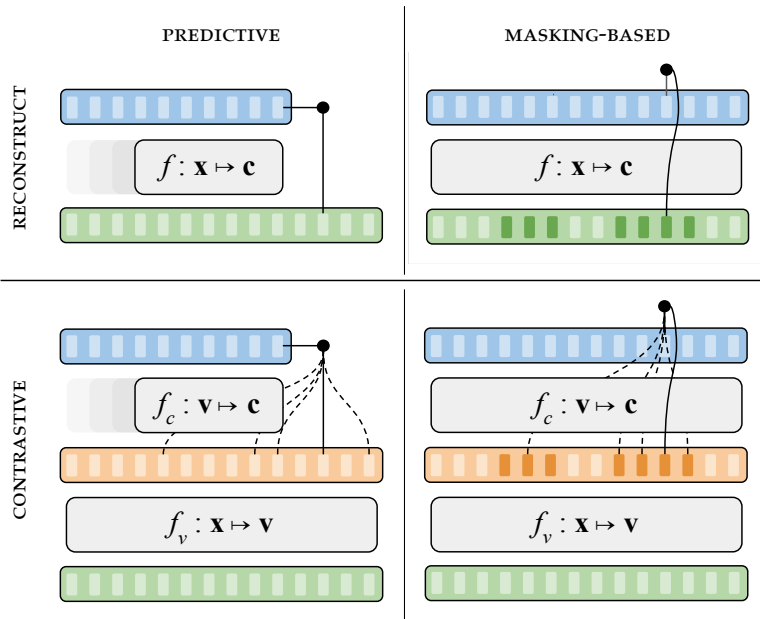 PREDICTIVE
MASKING-BASED
RECONSTRUCT
f : x ↦ c
f : x ↦ c
CONTRASTIVE
f_c : v ↦ c
f_c : v ↦ c
f_v : x ↦ v
f_v : x ↦ v